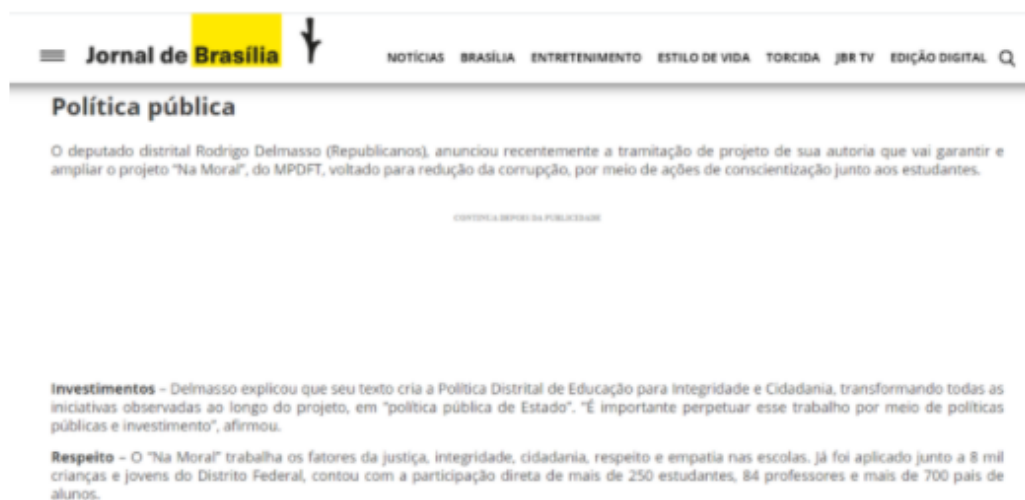 Jornal de Brasília
NOTÍCIAS BRASÍLIA ENTRETENIMENTO ESTILO DE VIDA TORCIDA JBR TV EDIÇÃO DIGITAL
Política pública
O deputado distrital Rodrigo Delmasso (Republicanos), anunciou recentemente a tramitação de projeto de sua autoria que vai garantir e
ampliar o projeto “Na Moral”, do MPDFT, voltado para redução da corrupção, por meio de ações de conscientização junto aos estudantes.
CONTINUA DEPOIS DA PUBLICIDADE
Investimentos – Delmasso explicou que seu texto cria a Política Distrital de Educação para Integridade e Cidadania, transformando todas as
iniciativas observadas ao longo do projeto, em “política pública de Estado”. “É importante perpetuar esse trabalho por meio de políticas
públicas e investimento”, afirmou.
Respeito – O “Na Moral” trabalha os fatores da justiça, integridade, cidadania, respeito e empatia nas escolas. Já foi aplicado junto a 8 mil
crianças e jovens do Distrito Federal, contou com a participação direta de mais de 250 estudantes, 84 professores e mais de 700 pais de
alunos.